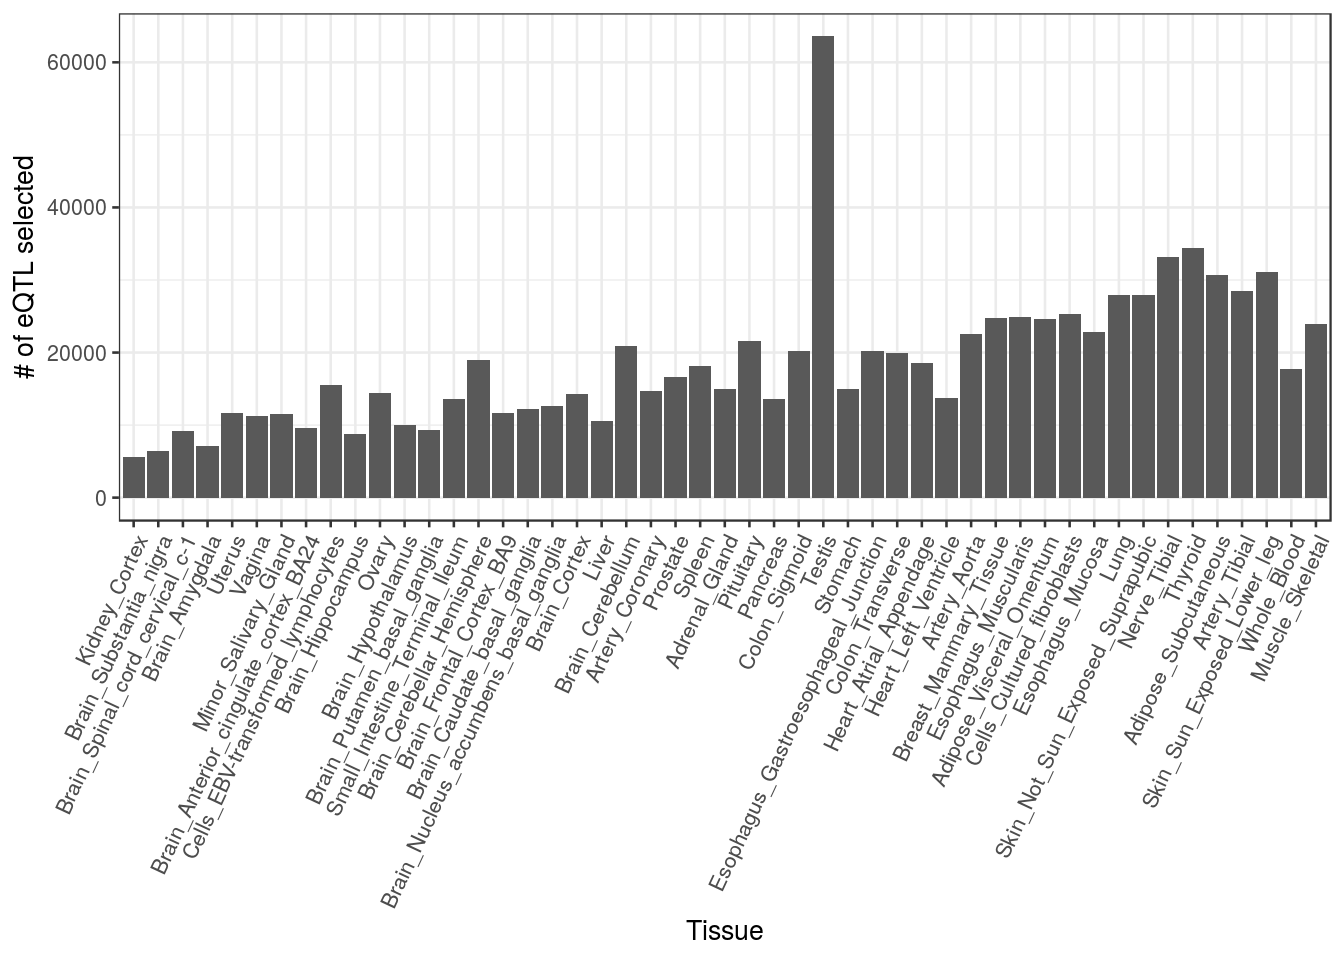 # of eQTL selected
60000
40000
20000
0
Kidney_Cortex
Brain_Substantia_nigra
Brain_Spinal_cord_cervical_c-1
Brain_Amygdala
Uterus
Vagina
Minor_Salivary_Gland
Brain_Anterior_cingulate_cortex_BA24
Cells_EBV-transformed_lymphocytes
Brain_Hippocampus
Ovary
Brain_Hypothalamus
Brain_Putamen_basal_ganglia
Small_Intestine_Terminal_Ileum
Brain_Cerebellar_Hemisphere
Brain_Frontal_Cortex_BA9
Brain_Caudate_basal_ganglia
Brain_Nucleus_accumbens_basal_ganglia
Brain_Cortex
Liver
Brain_Cerebellum
Artery_Coronary
Prostate
Spleen
Adrenal_Gland
Pituitary
Pancreas
Colon_Sigmoid
Testis
Stomach
Esophagus_Gastroesophageal_Junction
Colon_Transverse
Heart_Atrial_Appendage
Heart_Left_Ventricle
Artery_Aorta
Breast_Mammary_Tissue
Esophagus_Muscularis
Adipose_Visceral_Omentum
Cells_Cultured_fibroblasts
Esophagus_Mucosa
Lung
Skin_Not_Sun_Exposed_Suprapubic
Nerve_Tibial
Thyroid
Adipose_Subcutaneous
Artery_Tibial
Skin_Sun_Exposed_Lower_leg
Whole_Blood
Muscle_Skeletal
Tissue